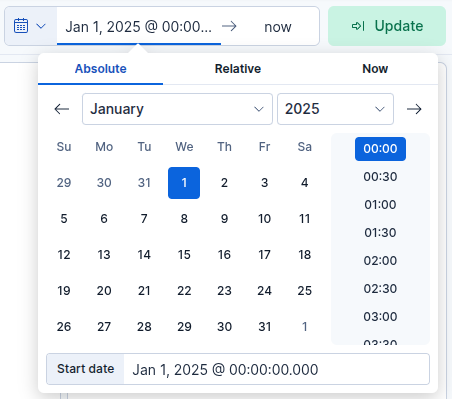 Jan 1, 2025 @ 00:00... → now Update
Absolute Relative Now
← January 2025 →
Su Mo Tu We Th Fr Sa 00:00
29 30 31 1 2 3 4 00:30
01:00
5 6 7 8 9 10 11 01:30
12 13 14 15 16 17 18 02:00
19 20 21 22 23 24 25 02:30
03:00
26 27 28 29 30 31 1 03:30
Start date Jan 1, 2025 @ 00:00:00.000